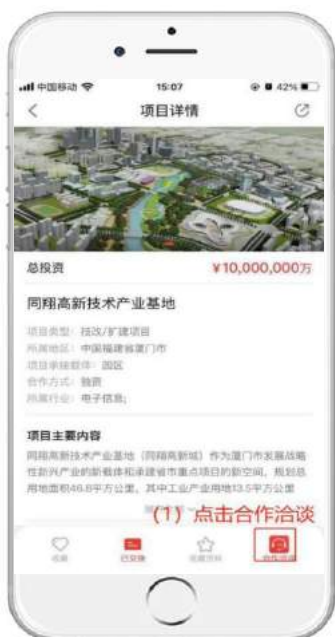 中国移动
15:07
42%
项目详情
总投资
¥10,000,000万
同翔高新技术产业基地
项目类型: 技改/扩建项目
所属地区: 中国福建省厦门市
项目承接载体: 园区
合作方式: 独资
所属行业: 电子信息;
项目主要内容
同翔高新技术产业基地（同翔高新城）作为厦门市发展战略
性新兴产业的新载体和承建省市重点项目的新空间，规划总
用地面积46.6平方公里，其中工业产业用地13.5平方公里
(1) 点击合作洽谈
已交换
合作洽谈